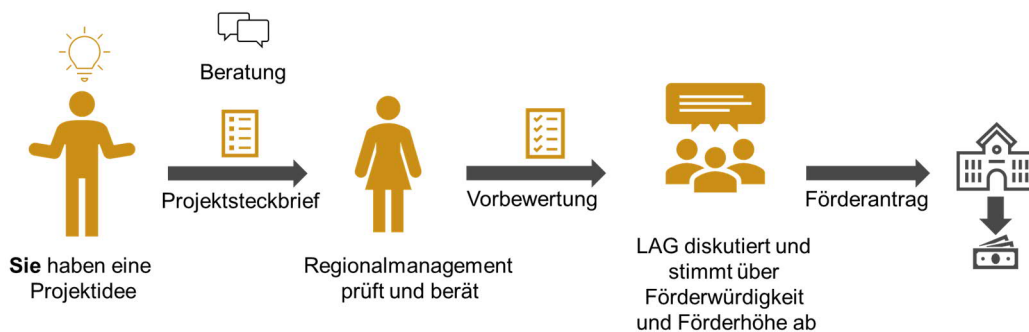 Beratung
Projektsteckbrief
Vorbewertung
Förderantrag
Sie haben eine
Projektidee
Regionalmanagement
prüft und berät
LAG diskutiert und
stimmt über
Förderwürdigkeit
und Förderhöhe ab